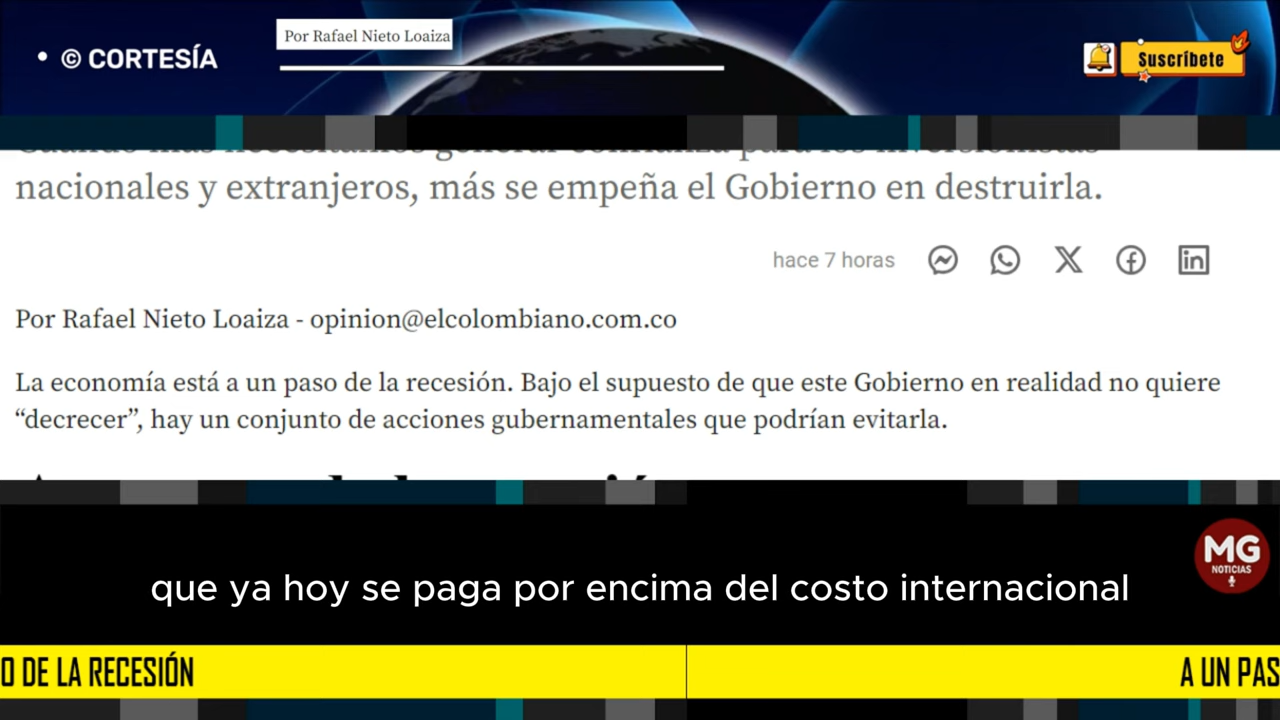 Por Rafael Nieto Loaiza
• © CORTESÍA
Suscríbete
nacionales y extranjeros, más se empeña el Gobierno en destruirla.
hace 7 horas
Por Rafael Nieto Loaiza - opinion@elcolombiano.com.co
La economía está a un paso de la recesión. Bajo el supuesto de que este Gobierno en realidad no quiere
“decrecer”, hay un conjunto de acciones gubernamentales que podrían evitarla.
MG
NOTICIAS
que ya hoy se paga por encima del costo internacional
O DE LA RECESIÓN
A UN PAS